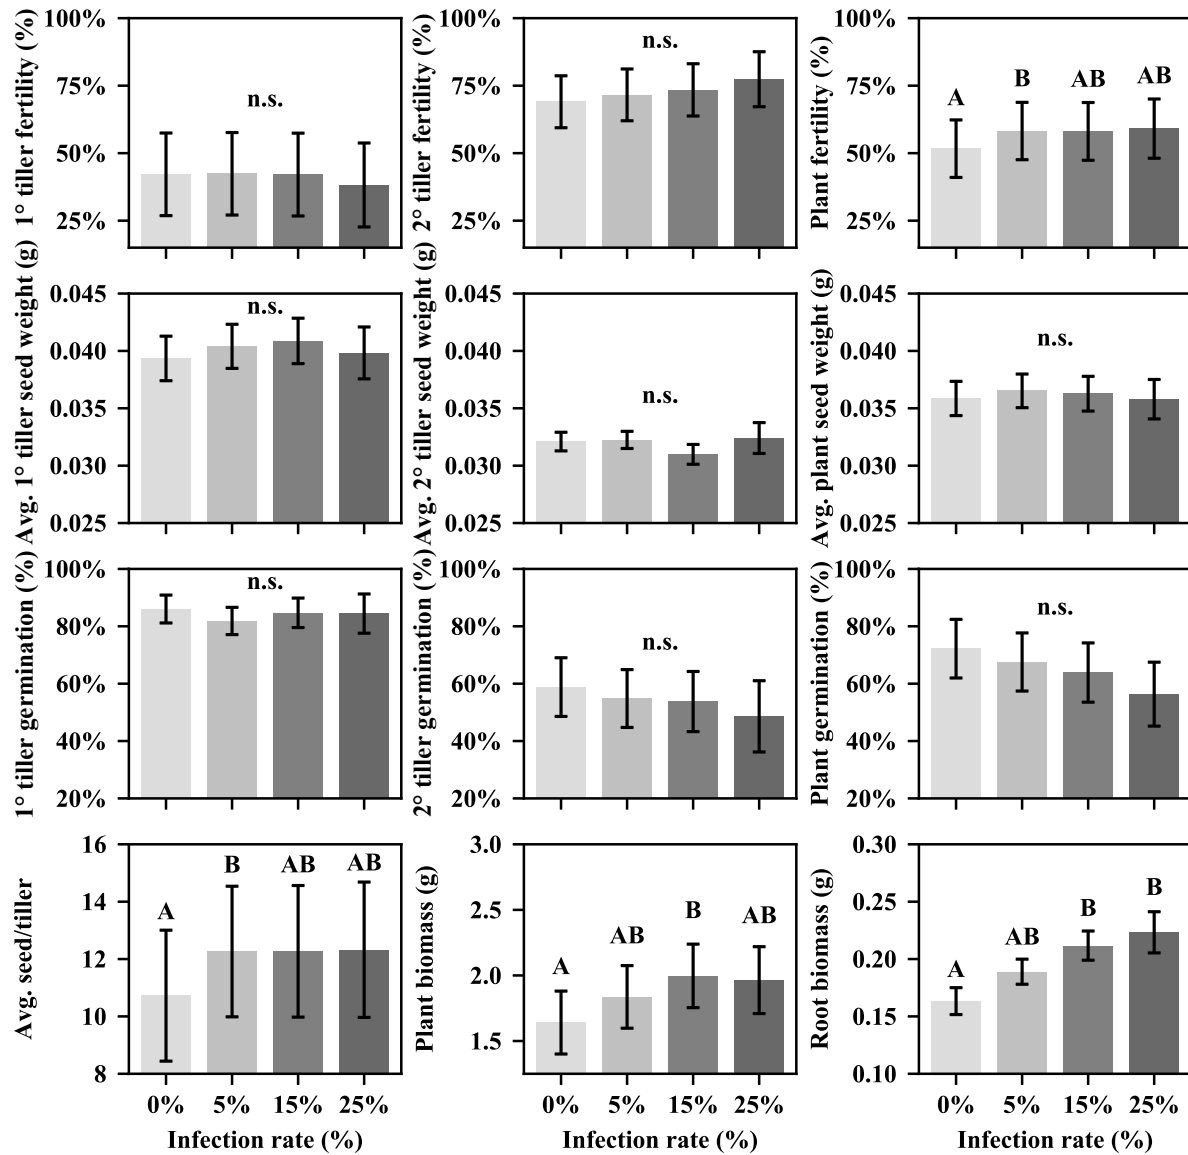 1° tiller fertility (%)
100%
75%
50%
25%
n.s.
2° tiller fertility (%)
100%
75%
50%
25%
n.s.
Plant fertility (%)
100%
75%
50%
25%
A B AB AB
Avg. 1° tiller seed weight (g)
0.045
0.040
0.035
0.030
0.025
n.s.
Avg. 2° tiller seed weight (g)
0.045
0.040
0.035
0.030
0.025
n.s.
Avg. plant seed weight (g)
0.045
0.040
0.035
0.030
0.025
n.s.
1° tiller germination (%)
100%
80%
60%
40%
20%
n.s.
2° tiller germination (%)
100%
80%
60%
40%
20%
n.s.
Plant germination (%)
100%
80%
60%
40%
20%
n.s.
Avg. seed/tiller
16
14
12
10
8
A B AB AB
0% 5% 15% 25%
Infection rate (%)
Plant biomass (g)
3.0
2.5
2.0
1.5
A AB B AB
0% 5% 15% 25%
Infection rate (%)
Root biomass (g)
0.30
0.25
0.20
0.15
0.10
A AB B B
0% 5% 15% 25%
Infection rate (%)